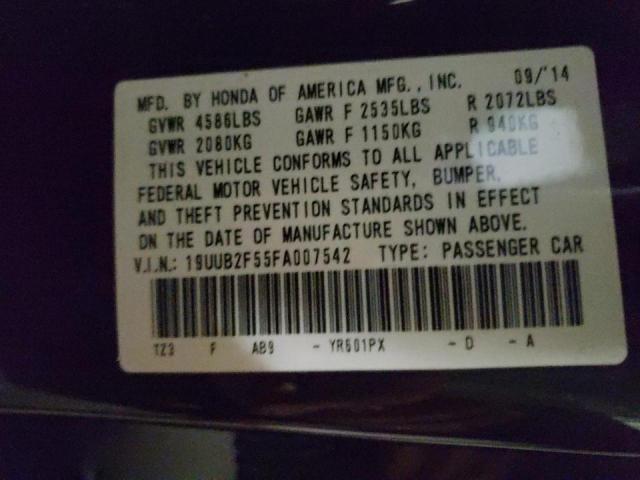 MFD. BY HONDA OF AMERICA MFG., INC. 09/'14
GVWR 4586LBS GAWR F 2535LBS R 2072LBS
GVWR 2080KG GAWR F 1150KG R 940KG
THIS VEHICLE CONFORMS TO ALL APPLICABLE
FEDERAL MOTOR VEHICLE SAFETY, BUMPER,
AND THEFT PREVENTION STANDARDS IN EFFECT
ON THE DATE OF MANUFACTURE SHOWN ABOVE.
V.I.N.: 19UUB2F55FA007542 TYPE: PASSENGER CAR
TZ3 F AB9 - YR601PX - D - A